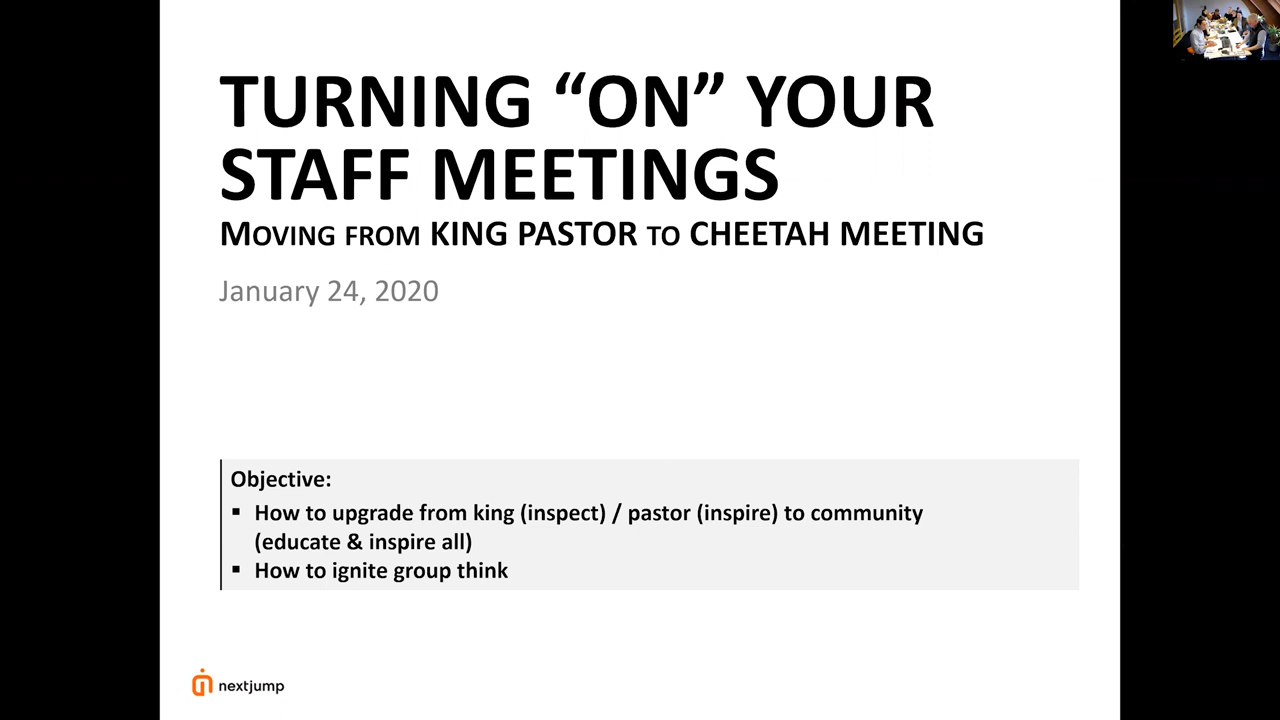 TURNING “ON” YOUR
STAFF MEETINGS
MOVING FROM KING PASTOR TO CHEETAH MEETING
January 24, 2020
Objective:
▪ How to upgrade from king (inspect) / pastor (inspire) to community
(educate & inspire all)
▪ How to ignite group think
nextjump